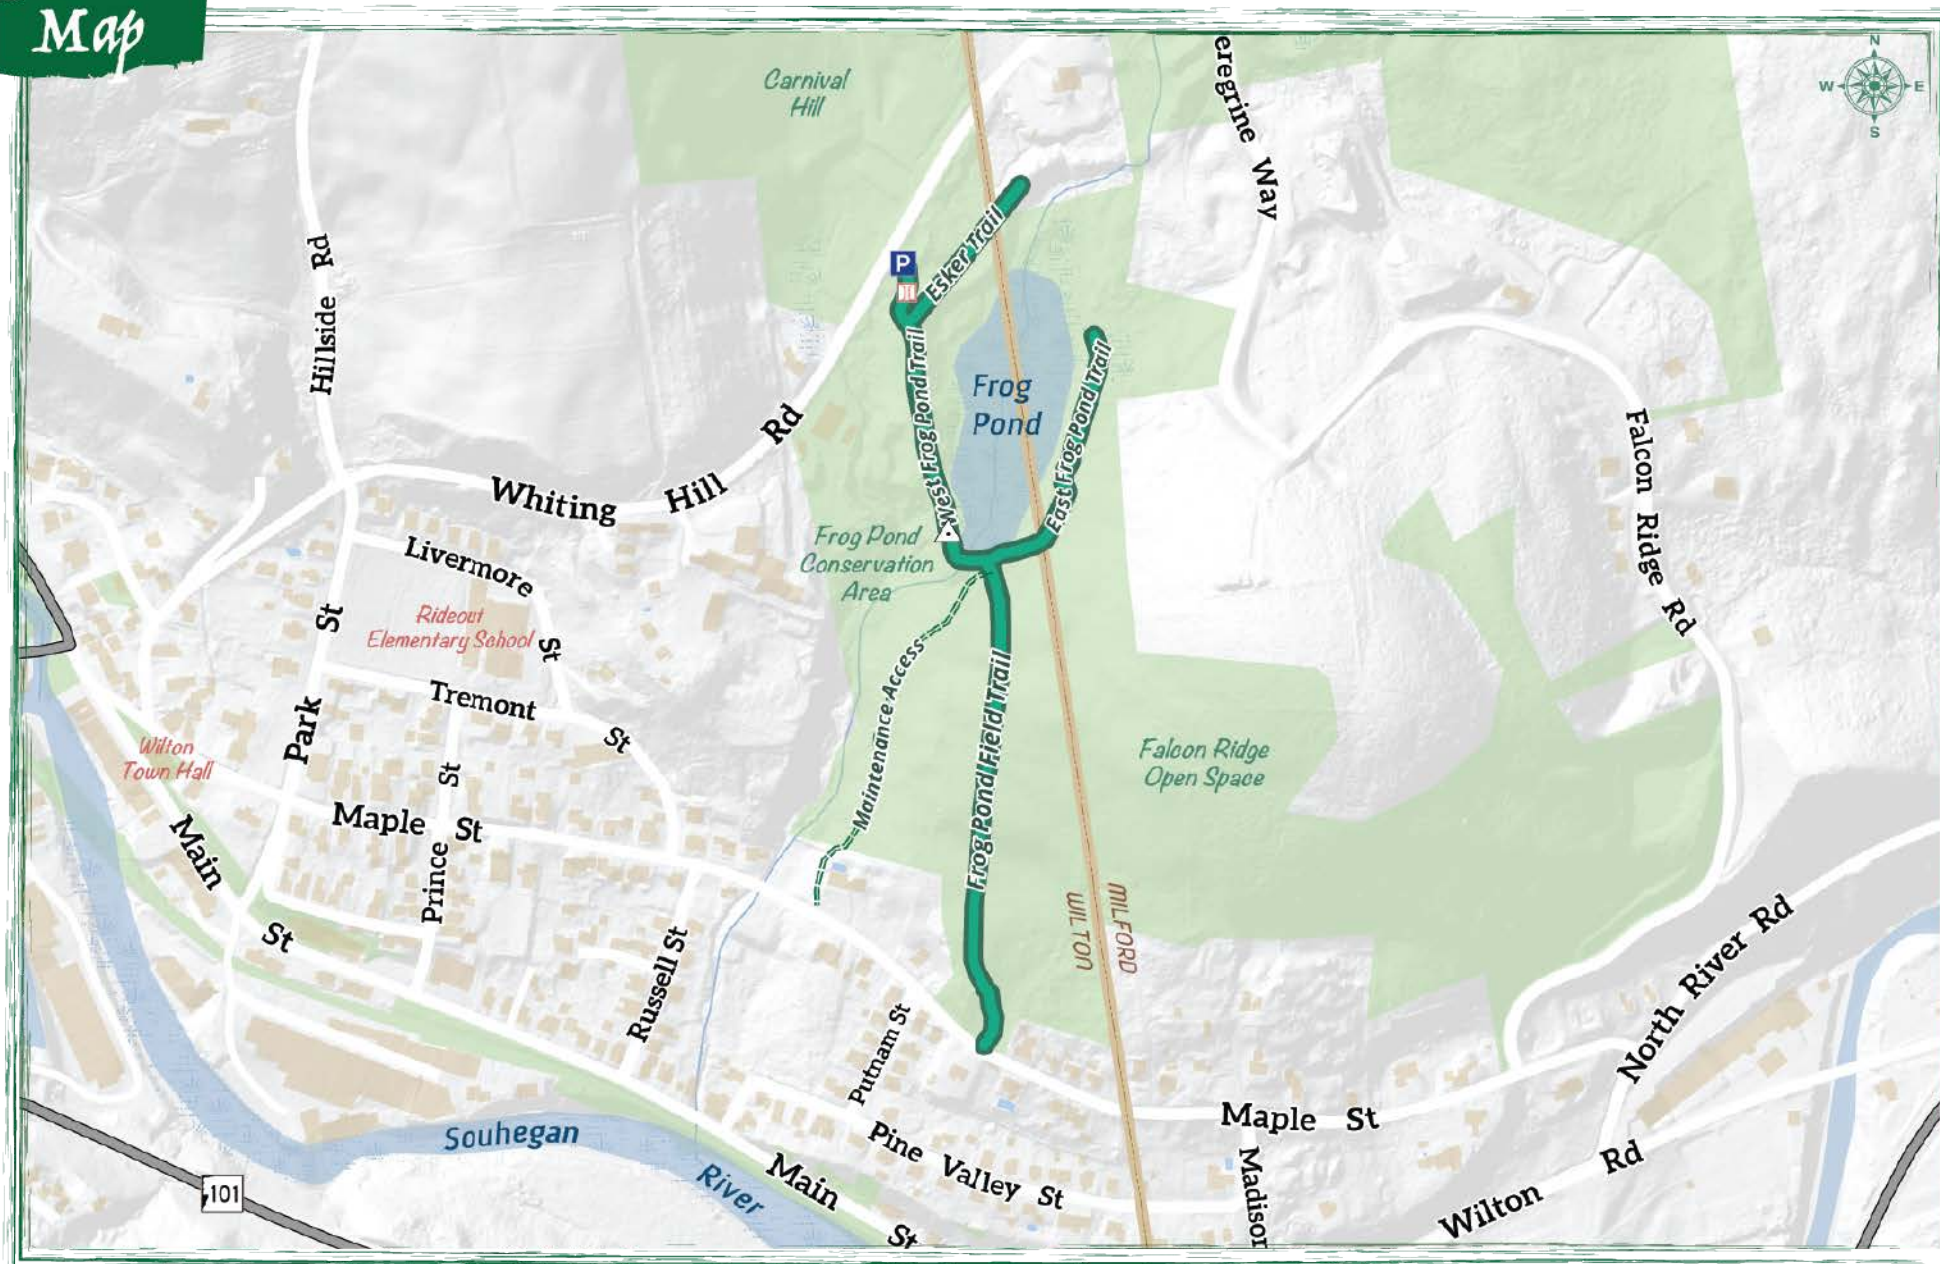 Map
N
W
E
S
Carnival
Hill
eregrine Way
Hillside Rd
P
Esker Trail
West Frog Pond Trail
Frog
Pond
East Frog Pond Trail
Whiting Hill Rd
Falcon Ridge Rd
Livermore St
Frog Pond
Conservation
Area
Rideout
Elementary School
Park St
Tremont St
Maintenance Access
Frog Pond Field Trail
Wilton
Town Hall
Falcon Ridge
Open Space
Prince St
Maple St
Main St
WILTON
MILFORD
Russell St
Putnam St
North River Rd
Maple St
Souhegan River
Pine Valley St
Main St
Madison
Wilton Rd
101